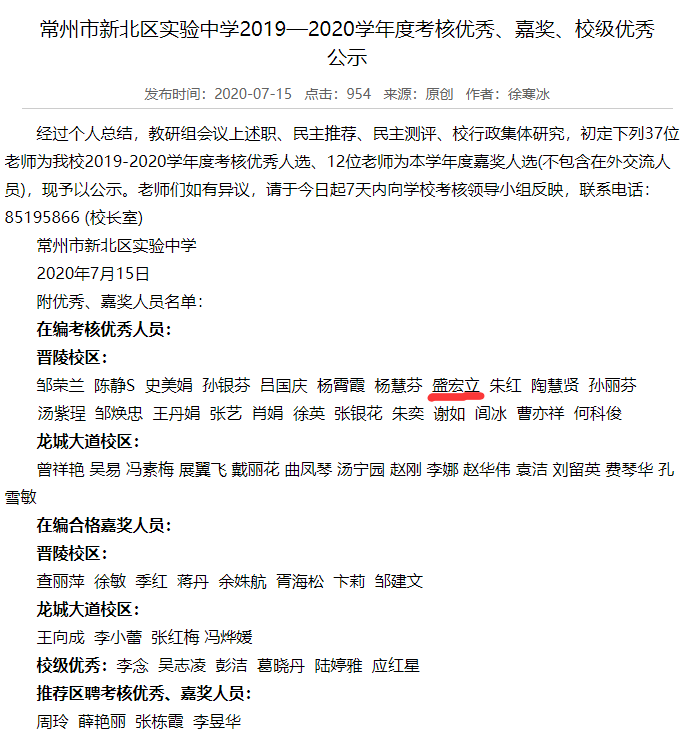 常州市新北区实验中学2019—2020学年度考核优秀、嘉奖、校级优秀
公示
发布时间：2020-07-15 点击：954 来源：原创 作者：徐寒冰
经过个人总结，教研组会议上述职、民主推荐、民主测评、校行政集体研究，初定下列37位
老师为我校2019-2020学年度考核优秀人选、12位老师为本学年度嘉奖人选(不包含在外交流人
员)，现予以公示。老师们如有异议，请于今日起7天内向学校考核领导小组反映，联系电话：
85195866 (校长室)
常州市新北区实验中学
2020年7月15日
附优秀、嘉奖人员名单：
在编考核优秀人员：
晋陵校区：
邹荣兰 陈静S 史美娟 孙银芬 吕国庆 杨霄霞 杨慧芬 盛宏立 朱红 陶慧贤 孙丽芬
汤紫瑆 邹焕忠 王丹娟 张艺 肖娟 徐英 张银花 朱奕 谢如 闾冰 曹亦祥 何科俊
龙城大道校区：
曾祥艳 吴易 冯素梅 展翼飞 戴丽花 曲凤琴 汤宁园 赵刚 李娜 赵华伟 袁洁 刘留英 费琴华 孔
雪敏
在编合格嘉奖人员：
晋陵校区：
查丽萍 徐敏 季红 蒋丹 余姝航 胥海松 卞莉 邹建文
龙城大道校区：
王向成 李小蕾 张红梅 冯烨媛
校级优秀：李念 吴志凌 彭洁 葛晓丹 陆婷雅 应红星
推荐区聘考核优秀、嘉奖人员：
周玲 薛艳丽 张栋霞 李昱华